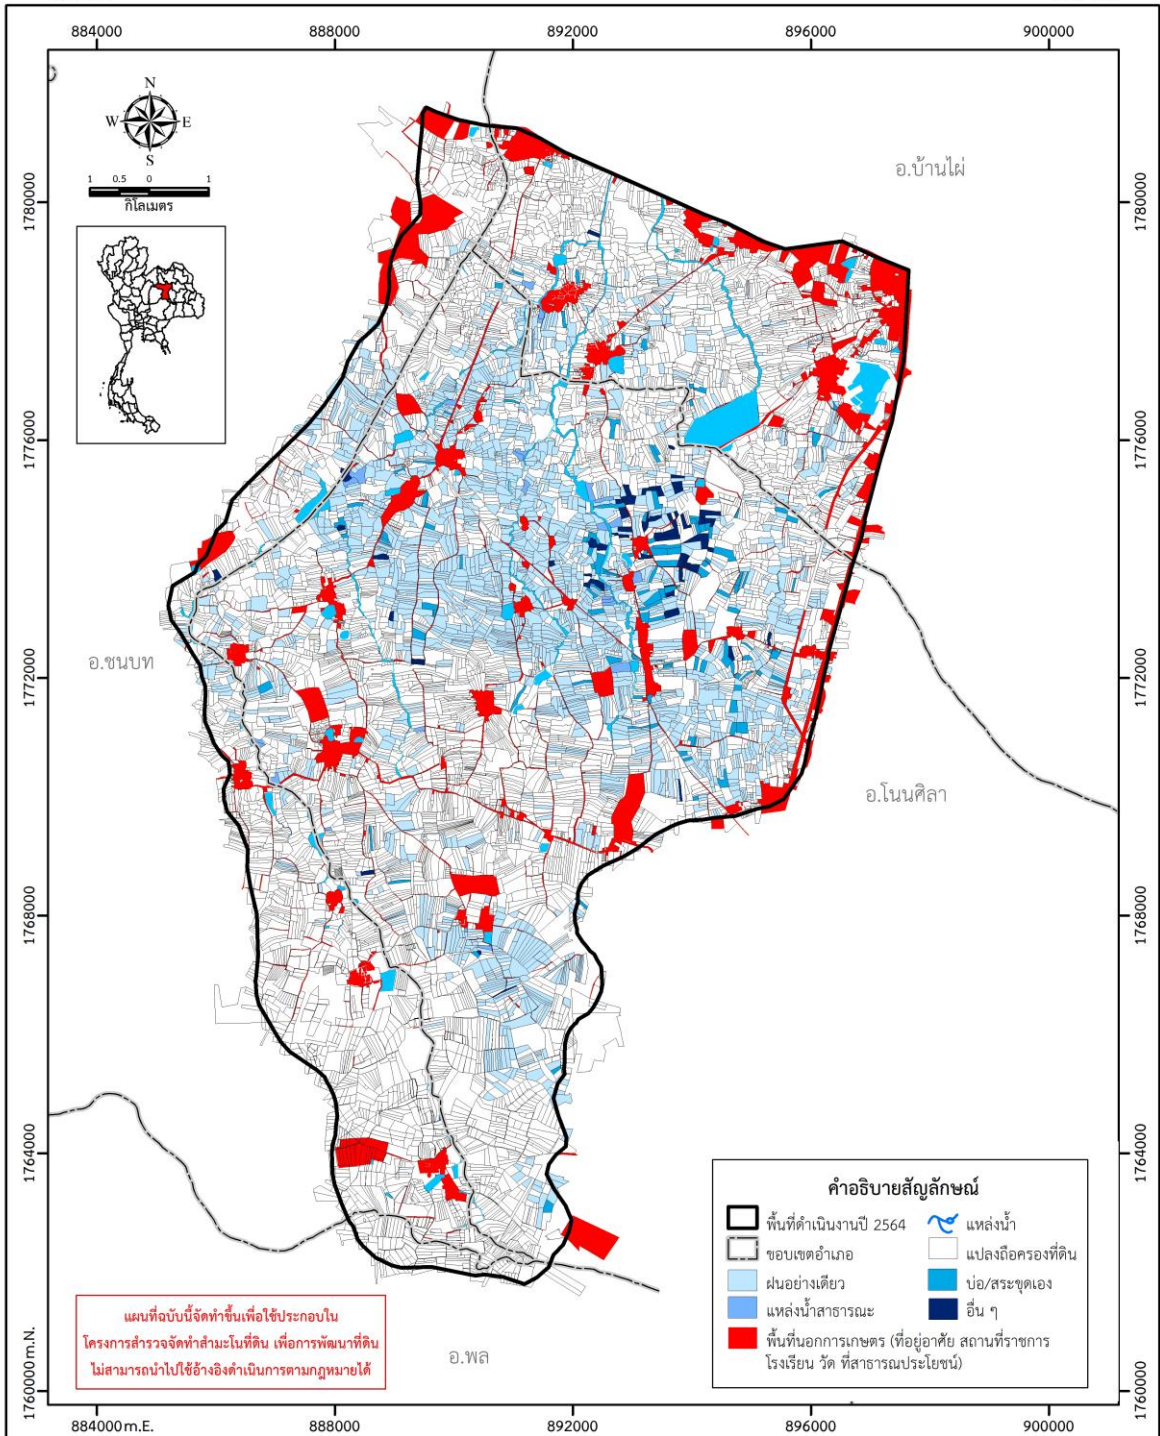 884000 888000 892000 896000 900000
N
W E
S
1 0.5 0 1
กิโลเมตร
อ.บ้านไผ่
1780000 1780000
1776000 1776000
อ.ชนบท
1772000 1772000
อ.โนนศิลา
1768000 1768000
1764000 1764000
คำอธิบายสัญลักษณ์
พื้นที่ดำเนินงานปี 2564 แหล่งน้ำ
ขอบเขตอำเภอ แปลงถือครองที่ดิน
ฝนอย่างเดียว บ่อ/สระขุดเอง
แหล่งน้ำสาธารณะ อื่น ๆ
พื้นที่นอกการเกษตร (ที่อยู่อาศัย สถานที่ราชการ
โรงเรียน วัด ที่สาธารณประโยชน์)
แผนที่ฉบับนี้จัดทำขึ้นเพื่อใช้ประกอบใน
โครงการสำรวจจัดทำสำมะโนที่ดิน เพื่อการพัฒนาที่ดิน
ไม่สามารถนำไปใช้อ้างอิงดำเนินการตามกฎหมายได้
อ.พล
1760000m.N. 1760000
884000m.E. 888000 892000 896000 900000